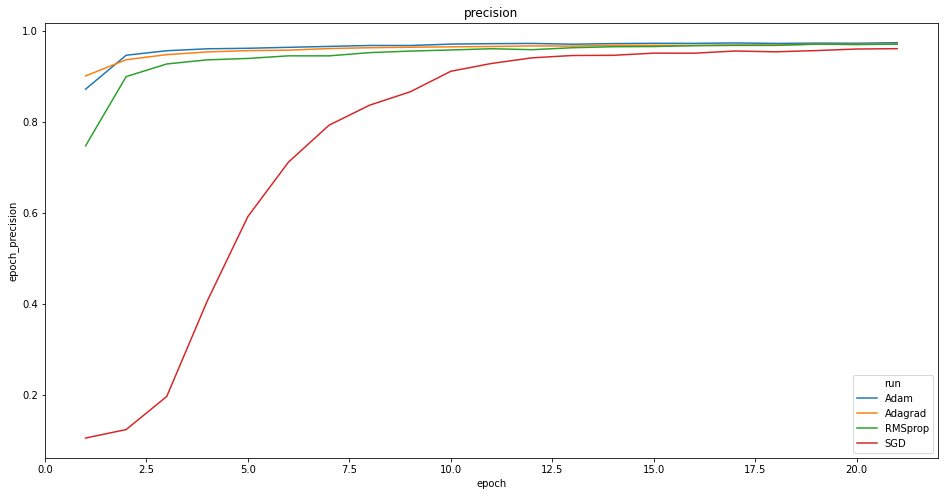 precision
epoch_precision
1.0
0.8
0.6
0.4
0.2
0.0
2.5
5.0
7.5
10.0
12.5
15.0
17.5
20.0
epoch
run
Adam
Adagrad
RMSprop
SGD